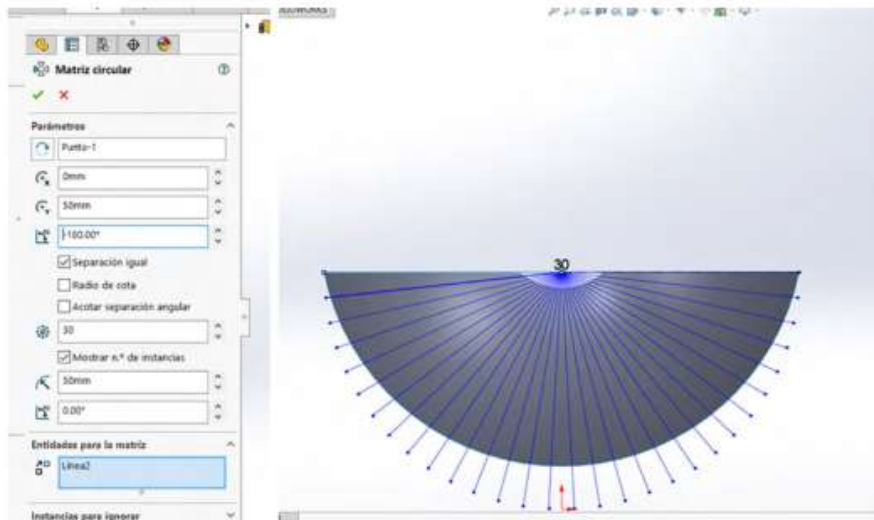 Matriz circular
Parámetros
Punto-1
0mm
50mm
-180.00°
Separación igual
Radio de cota
Acotar separación angular
30
Mostrar n.º de instancias
50mm
0.00°
Entidades para la matriz
Línea2
Instancias para ignorar
30